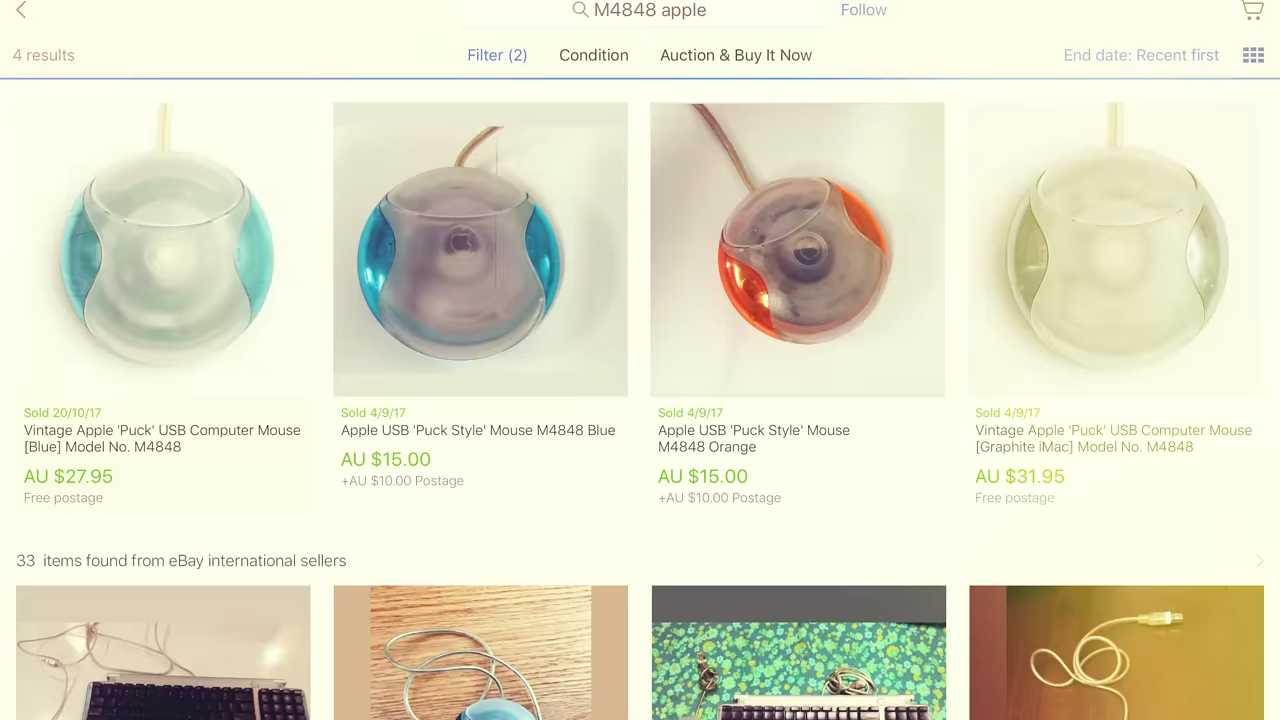 M4848 apple
Follow
4 results
Filter (2)
Condition
Auction & Buy It Now
End date: Recent first
Sold 20/10/17
Vintage Apple 'Puck' USB Computer Mouse
[Blue] Model No. M4848
AU $27.95
Free postage
Sold 4/9/17
Apple USB 'Puck Style' Mouse M4848 Blue
AU $15.00
+AU $10.00 Postage
Sold 4/9/17
Apple USB 'Puck Style' Mouse
M4848 Orange
AU $15.00
+AU $10.00 Postage
Sold 4/9/17
Vintage Apple 'Puck' USB Computer Mouse
[Graphite iMac] Model No. M4848
AU $31.95
Free postage
33 items found from eBay international sellers